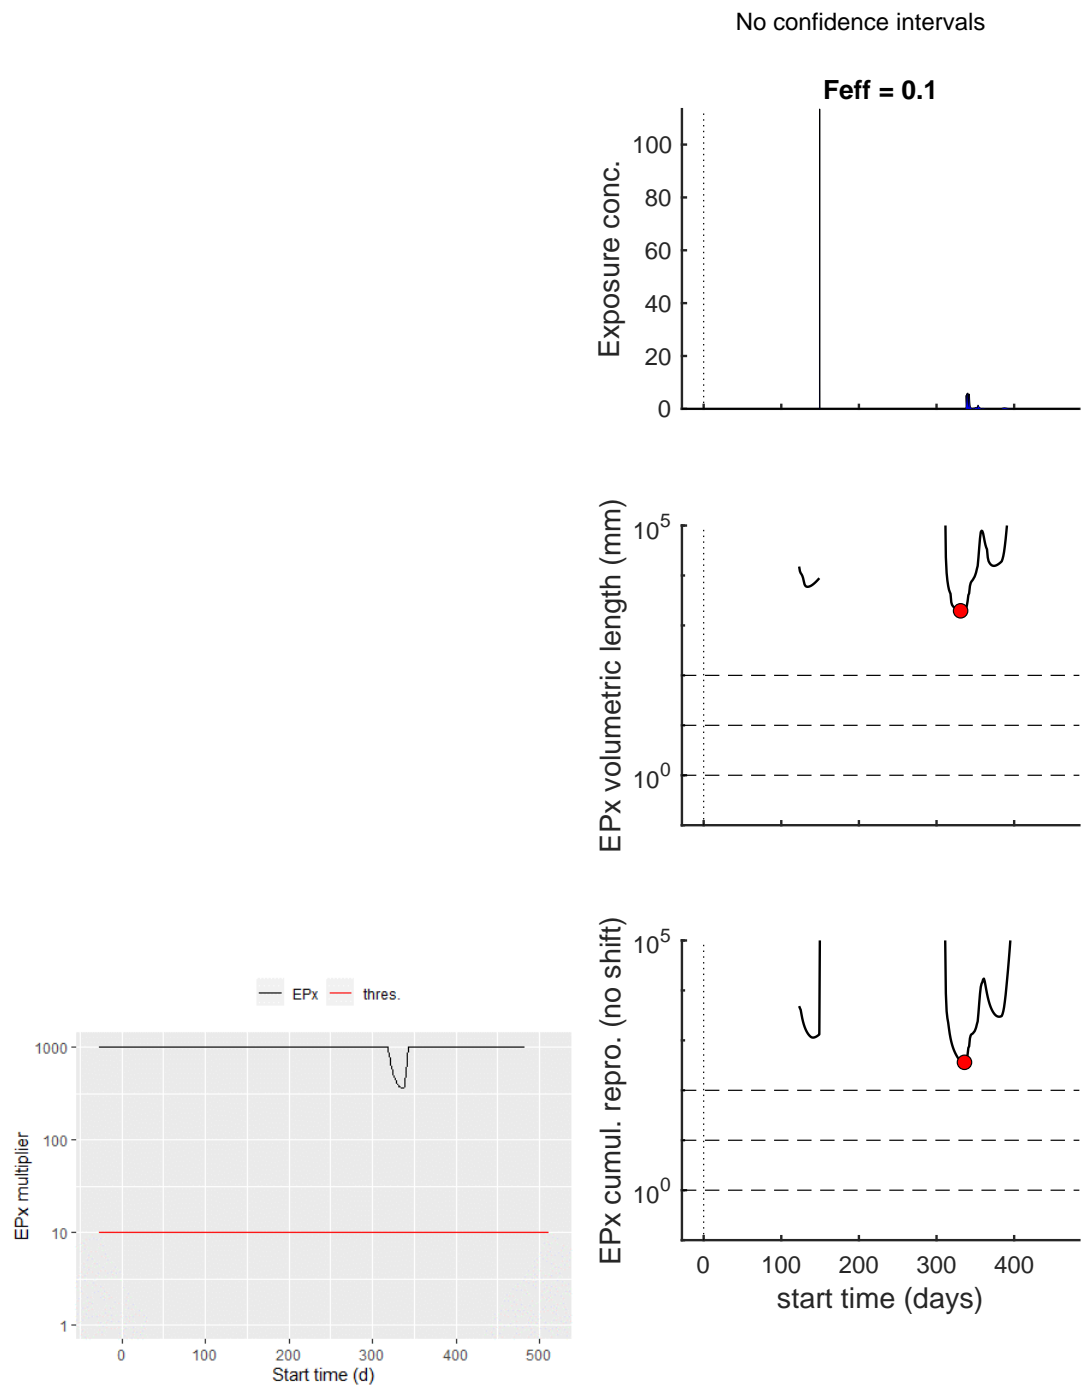 No confidence intervals
Feff = 0.1
Exposure conc.
100
80
60
40
20
0
EPx volumetric length (mm)
10^5
10^0
EPx cumul. repro. (no shift)
10^5
10^0
0 100 200 300 400
start time (days)
EPx thres.
EPx multiplier
1000
100
10
1
0 100 200 300 400 500
Start time (d)